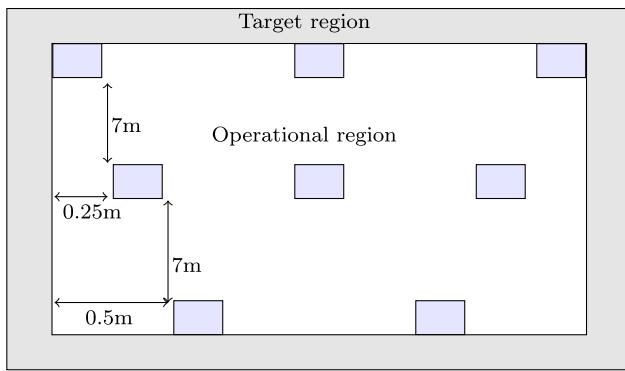 Target region
7m
Operational region
0.25m
7m
0.5m